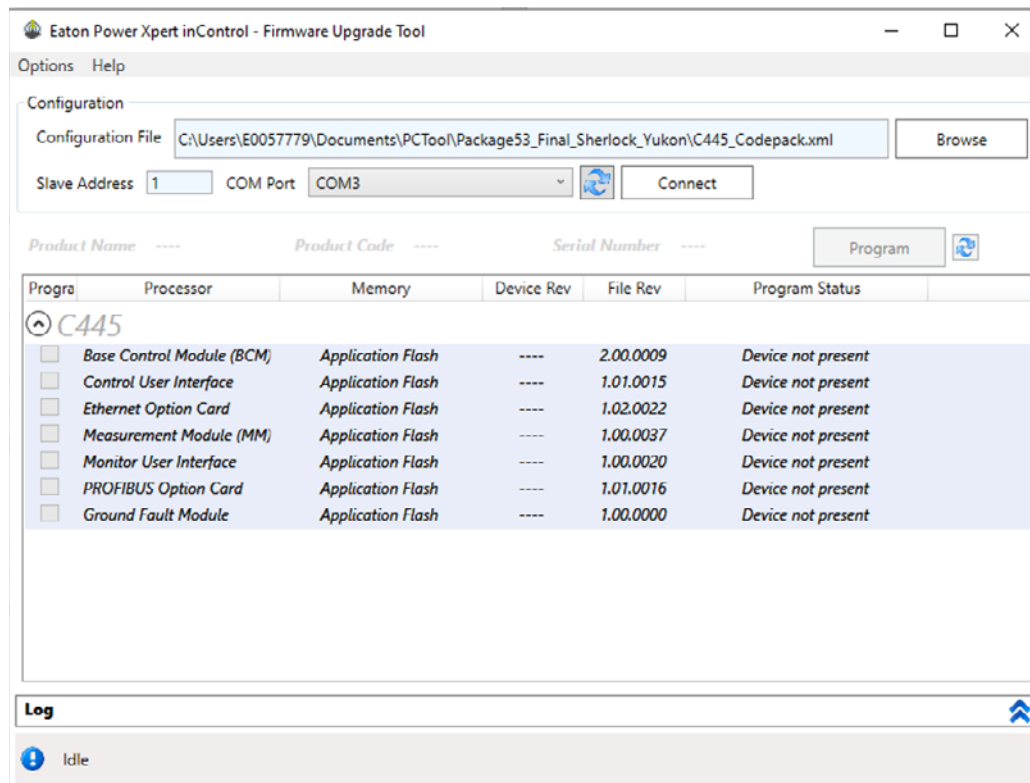 Eaton Power Xpert inControl - Firmware Upgrade Tool
Options Help
Configuration
Configuration File C:\Users\E0057779\Documents\PCTool\Package53_Final_Sherlock_Yukon\C445_Codepack.xml Browse
Slave Address 1 COM Port COM3 Connect
Product Name ---- Product Code ---- Serial Number ---- Program
Progra Processor Memory Device Rev File Rev Program Status
C445
Base Control Module (BCM) Application Flash ---- 2.00.0009 Device not present
Control User Interface Application Flash ---- 1.01.0015 Device not present
Ethernet Option Card Application Flash ---- 1.02.0022 Device not present
Measurement Module (MM) Application Flash ---- 1.00.0037 Device not present
Monitor User Interface Application Flash ---- 1.00.0020 Device not present
PROFIBUS Option Card Application Flash ---- 1.01.0016 Device not present
Ground Fault Module Application Flash ---- 1.00.0000 Device not present
Log
Idle